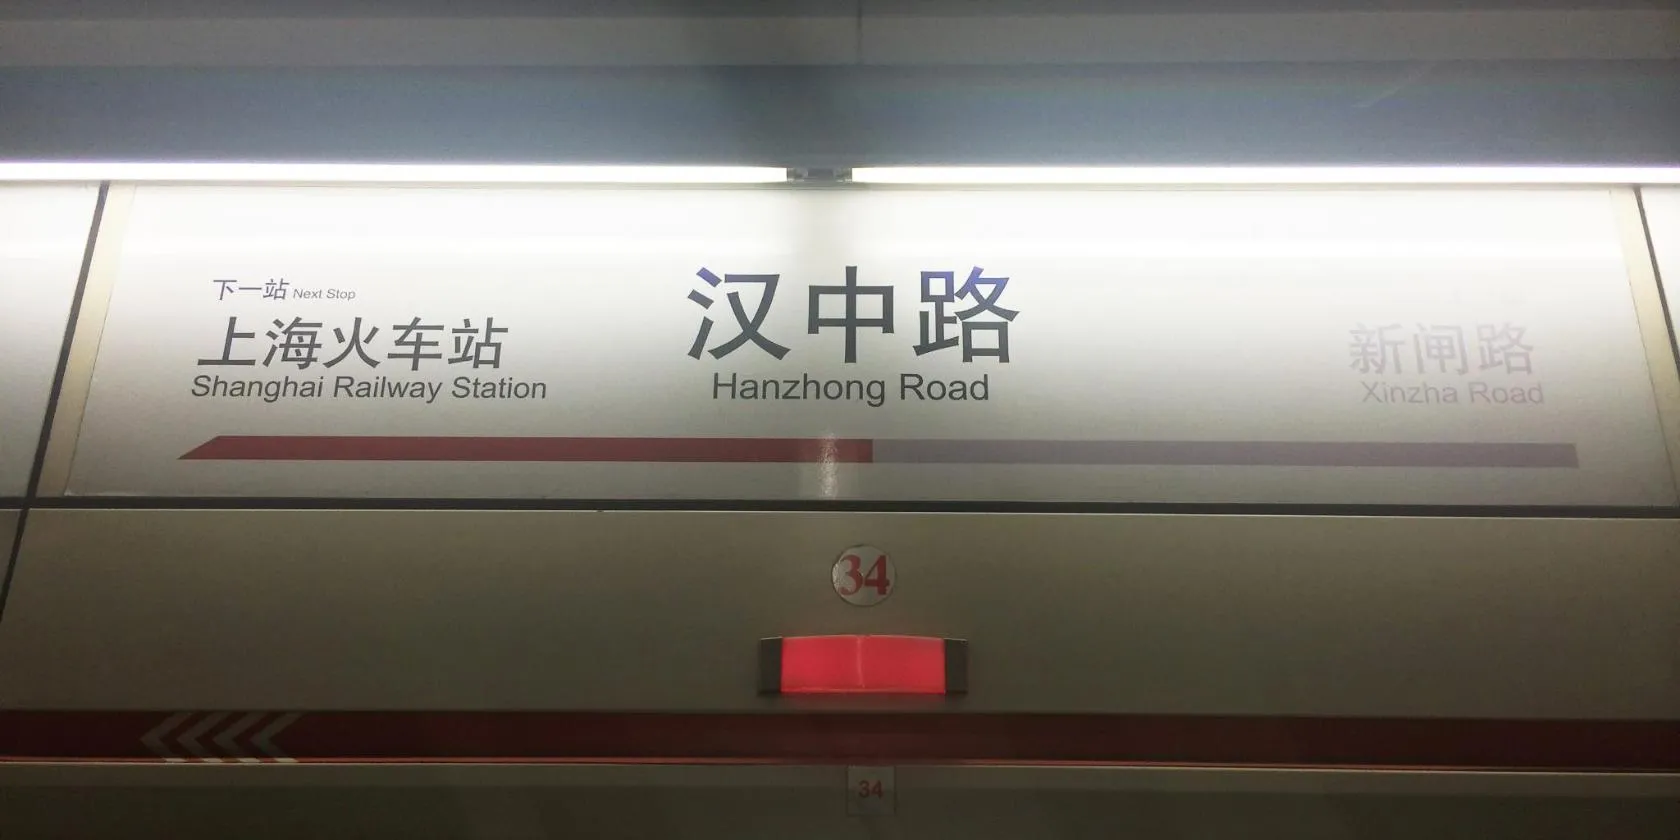 下一站 Next Stop
上海火车站
Shanghai Railway Station
汉中路
Hanzhong Road
新闸路
Xinzha Road
34
34